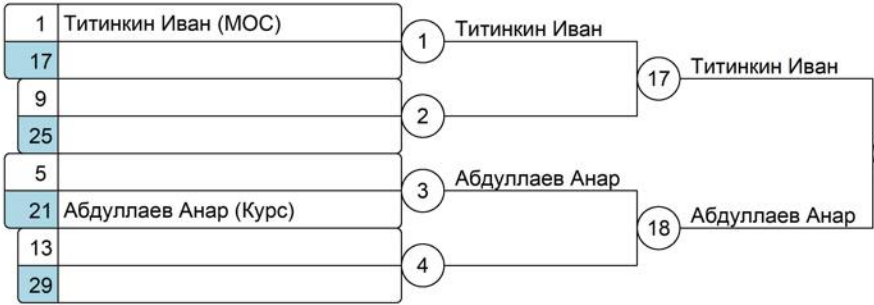 1 Титинкин Иван (МОС)
17
9
25
5
21 Абдуллаев Анар (Курс)
13
29
1 Титинкин Иван
2
3 Абдуллаев Анар
4
17 Титинкин Иван
18 Абдуллаев Анар